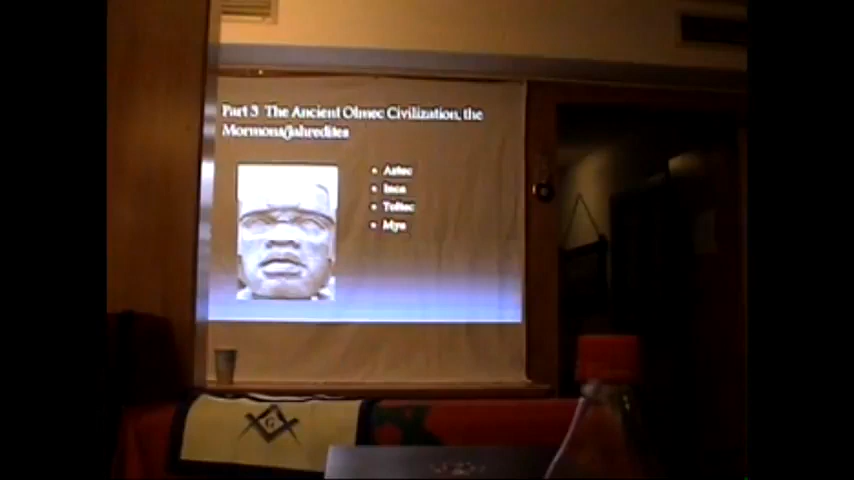 Part 3 The Ancient Olmec Civilization, the
Mormons/Jahredites
• Aztec
• Inca
• Toltec
• Mya
G